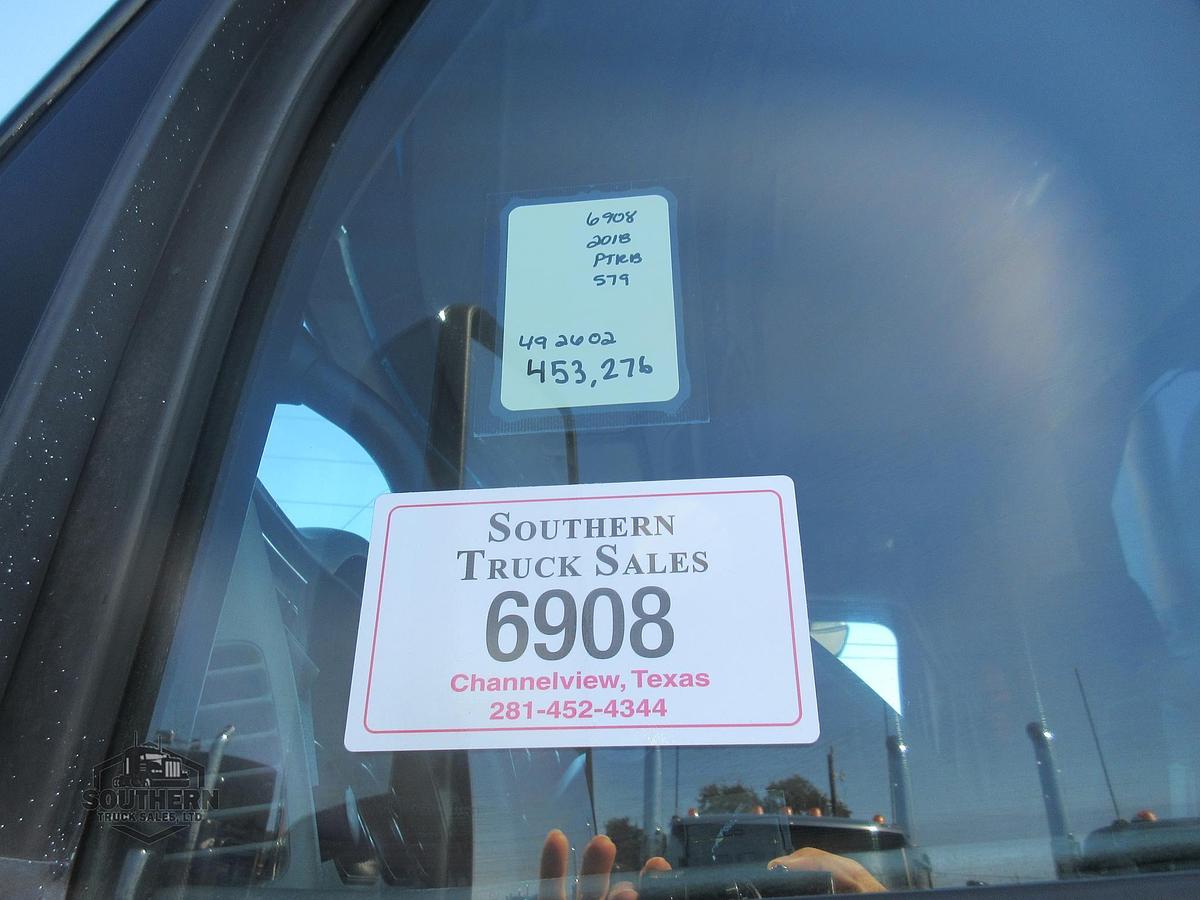 6908
2018
PTRB
579
492602
453,276
SOUTHERN
TRUCK SALES
6908
Channelview, Texas
281-452-4344
SOUTHERN
TRUCK SALES, LTD